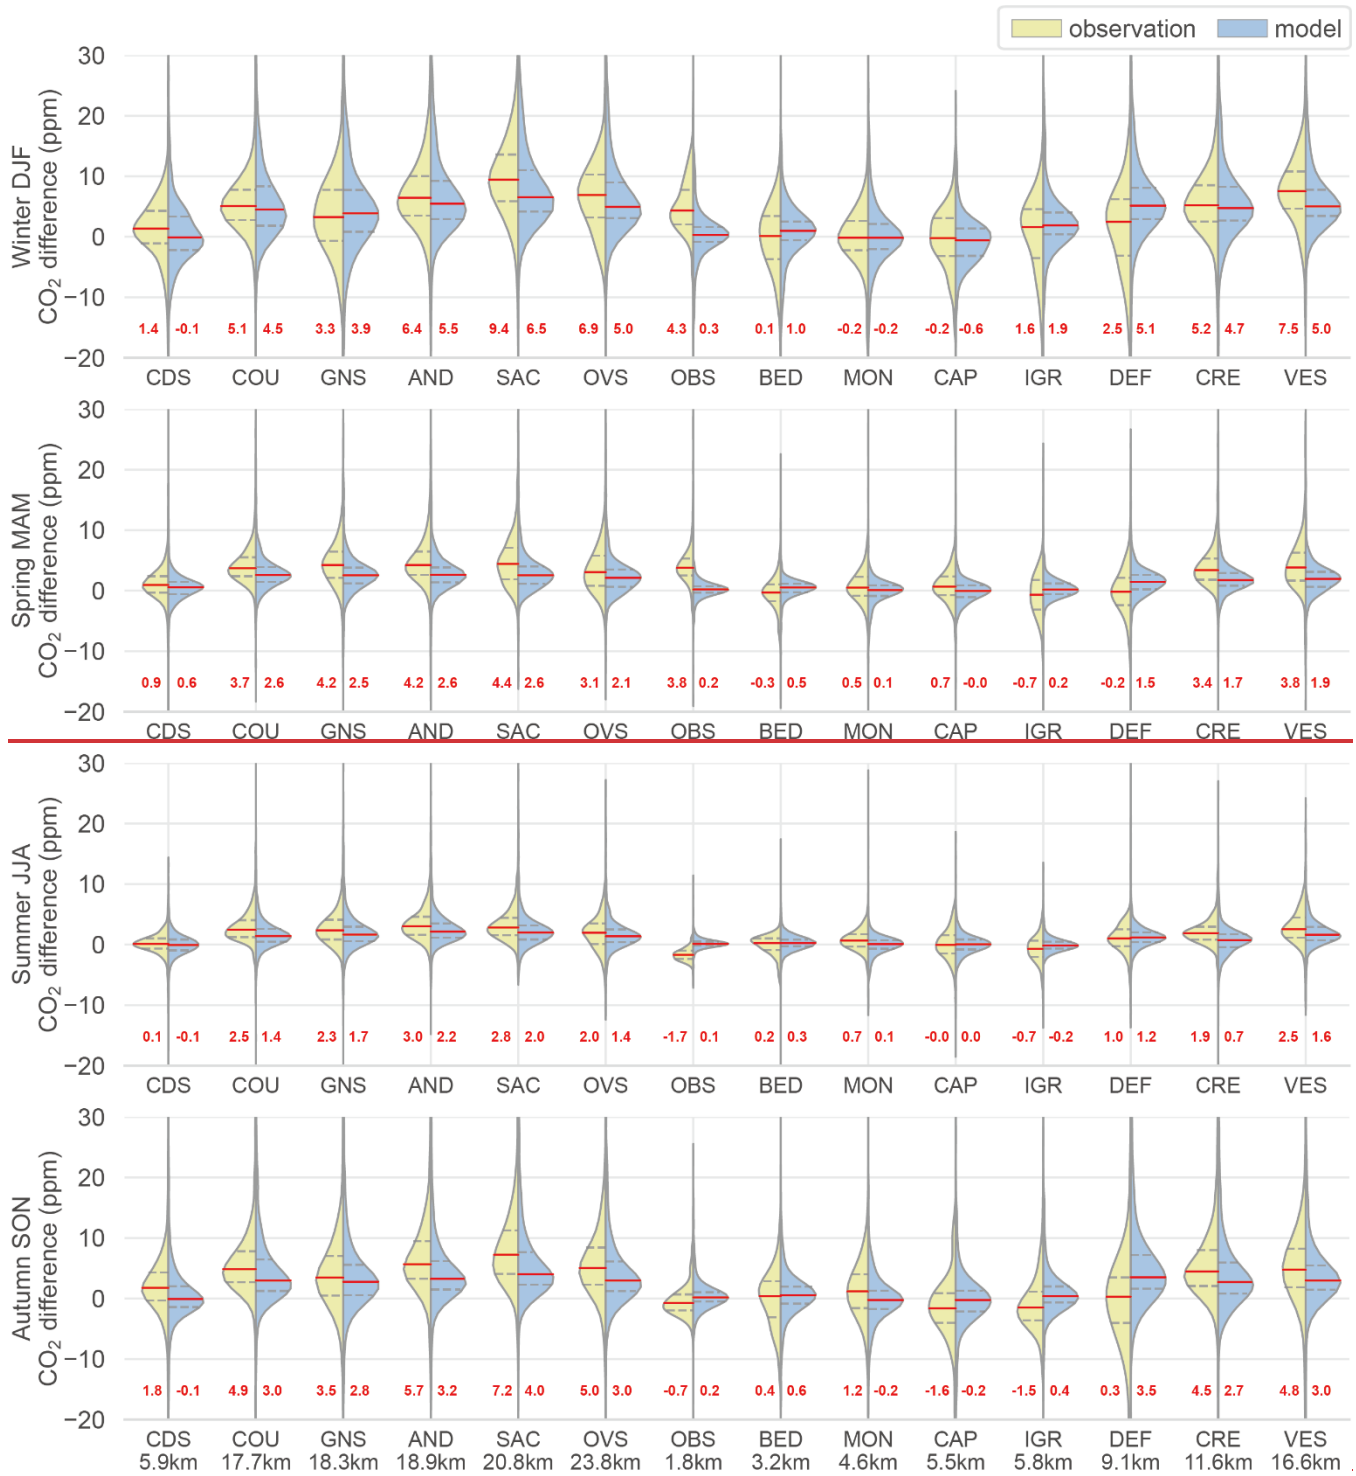 observation model
30
20
10
0
−10
−20
Winter DJF
CO₂ difference (ppm)
1.4 -0.1 5.1 4.5 3.3 3.9 6.4 5.5 9.4 6.5 6.9 5.0 4.3 0.3 0.1 1.0 -0.2 -0.2 -0.2 -0.6 1.6 1.9 2.5 5.1 5.2 4.7 7.5 5.0
CDS COU GNS AND SAC OVS OBS BED MON CAP IGR DEF CRE VES
30
20
10
0
−10
−20
Spring MAM
CO₂ difference (ppm)
0.9 0.6 3.7 2.6 4.2 2.5 4.2 2.6 4.4 2.6 3.1 2.1 3.8 0.2 -0.3 0.5 0.5 0.1 0.7 -0.0 -0.7 0.2 -0.2 1.5 3.4 1.7 3.8 1.9
CDS COU GNS AND SAC OVS OBS BED MON CAP IGR DEF CRE VES
30
20
10
0
−10
−20
Summer JJA
CO₂ difference (ppm)
0.1 -0.1 2.5 1.4 2.3 1.7 3.0 2.2 2.8 2.0 2.0 1.4 -1.7 0.1 0.2 0.3 0.7 0.1 -0.0 0.0 -0.7 -0.2 1.0 1.2 1.9 0.7 2.5 1.6
CDS COU GNS AND SAC OVS OBS BED MON CAP IGR DEF CRE VES
30
20
10
0
−10
−20
Autumn SON
CO₂ difference (ppm)
1.8 -0.1 4.9 3.0 3.5 2.8 5.7 3.2 7.2 4.0 5.0 3.0 -0.7 0.2 0.4 0.6 1.2 -0.2 -1.6 -0.2 -1.5 0.4 0.3 3.5 4.5 2.7 4.8 3.0
CDS COU GNS AND SAC OVS OBS BED MON CAP IGR DEF CRE VES
5.9km 17.7km 18.3km 18.9km 20.8km 23.8km 1.8km 3.2km 4.6km 5.5km 5.8km 9.1km 11.6km 16.6km